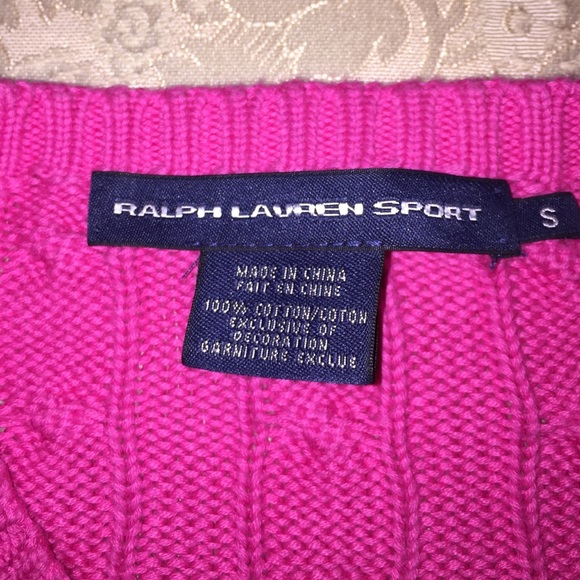 RALPH LAUREN SPORT
S
MADE IN CHINA
FAIT EN CHINE
100% COTTON/COTON
EXCLUSIVE OF
DECORATION
GARNITURE EXCLUE